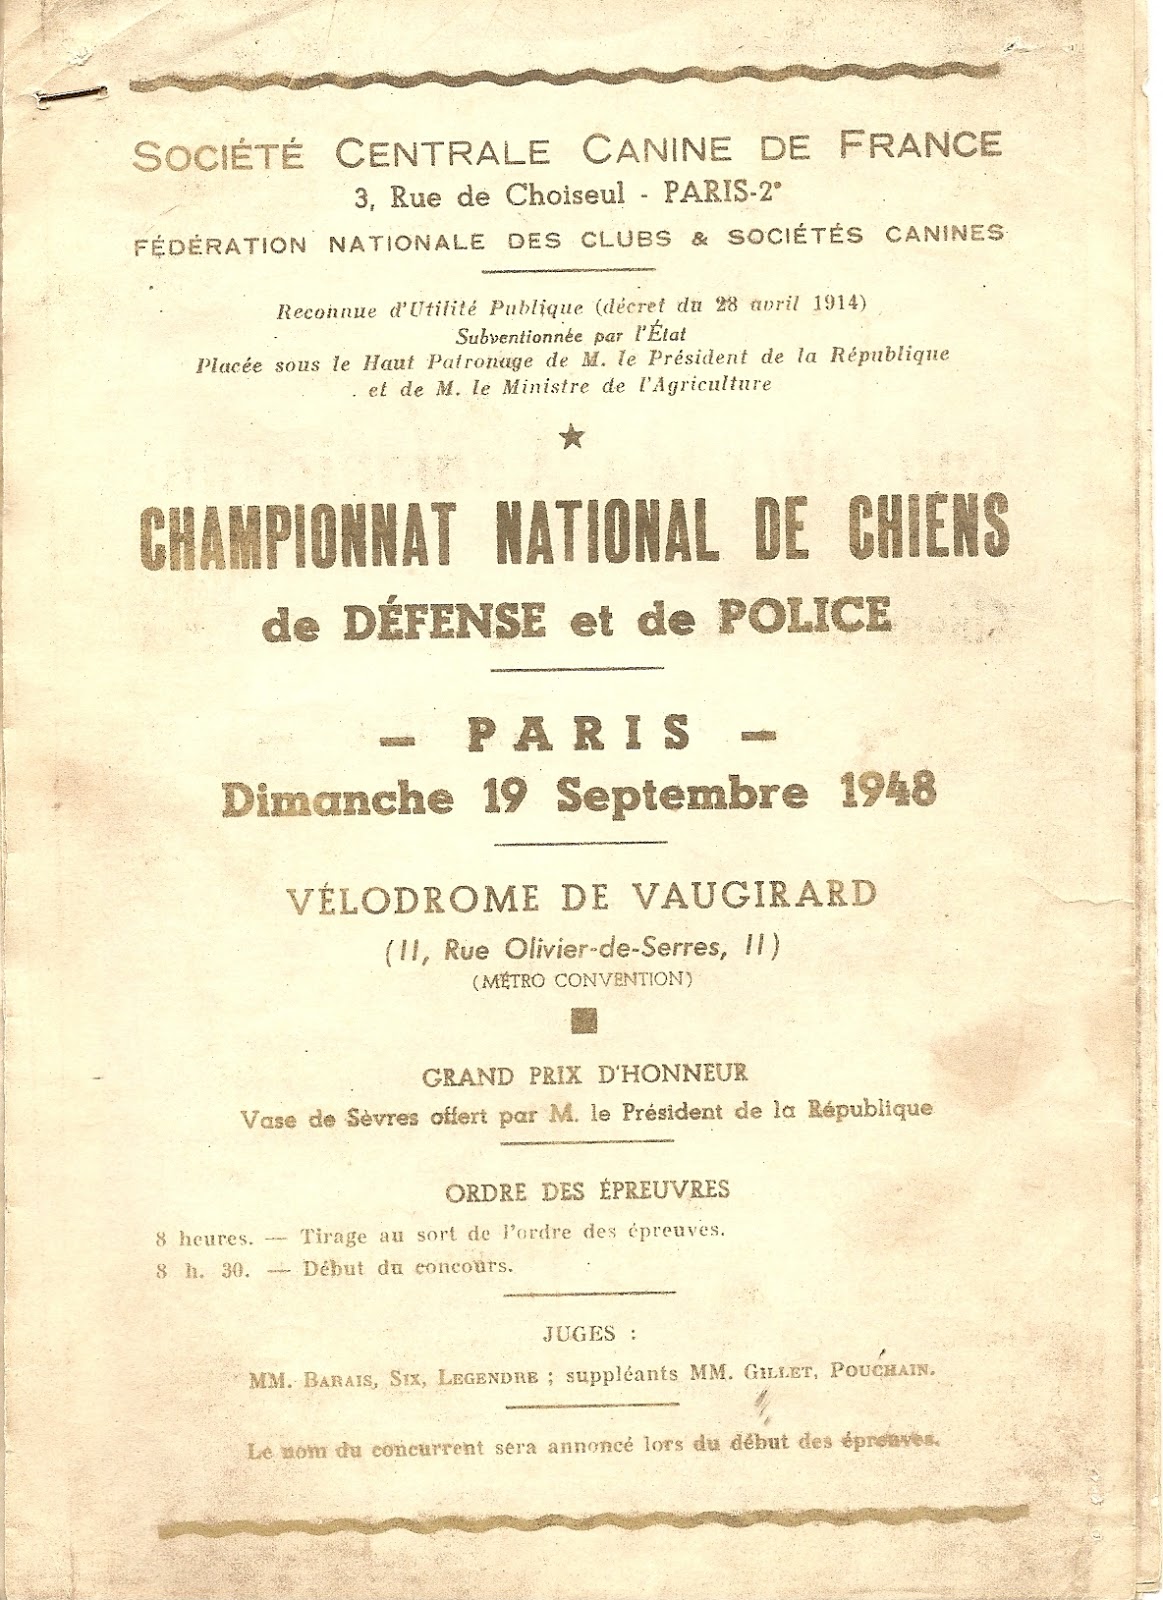 SOCIÉTÉ CENTRALE CANINE DE FRANCE
3, Rue de Choiseul - PARIS-2e
FÉDÉRATION NATIONALE DES CLUBS & SOCIÉTÉS CANINES
Reconnue d'Utilité Publique (décret du 28 avril 1914)
Subventionnée par l'État
Placée sous le Haut Patronage de M. le Président de la République
et de M. le Ministre de l'Agriculture
★
CHAMPIONNAT NATIONAL DE CHIENS
de DÉFENSE et de POLICE
— PARIS —
Dimanche 19 Septembre 1948
VÉLODROME DE VAUGIRARD
(11, Rue Olivier-de-Serres, 11)
(MÉTRO CONVENTION)
■
GRAND PRIX D'HONNEUR
Vase de Sèvres offert par M. le Président de la République
ORDRE DES ÉPREUVRES
8 heures. — Tirage au sort de l'ordre des épreuves.
8 h. 30. — Début du concours.
JUGES :
MM. BARAIS, SIX, LEGENDRE ; suppléants MM. GILLET, POUCHAIN.
Le nom du concurrent sera annoncé lors du début des épreuves.